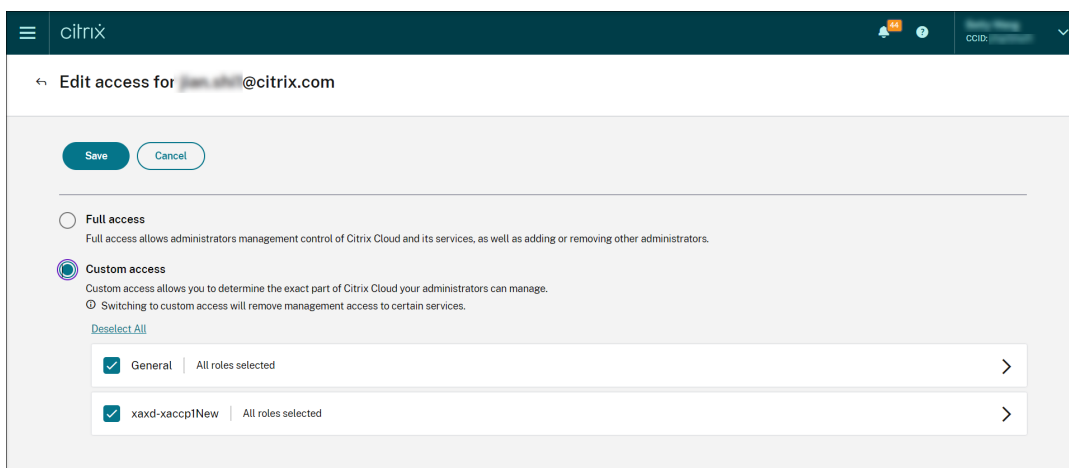 citrix
44
?
CCID:
Edit access for @citrix.com
Save
Cancel
Full access
Full access allows administrators management control of Citrix Cloud and its services, as well as adding or removing other administrators.
Custom access
Custom access allows you to determine the exact part of Citrix Cloud your administrators can manage.
Switching to custom access will remove management access to certain services.
Deselect All
General All roles selected
xaxd-xaccp1New All roles selected